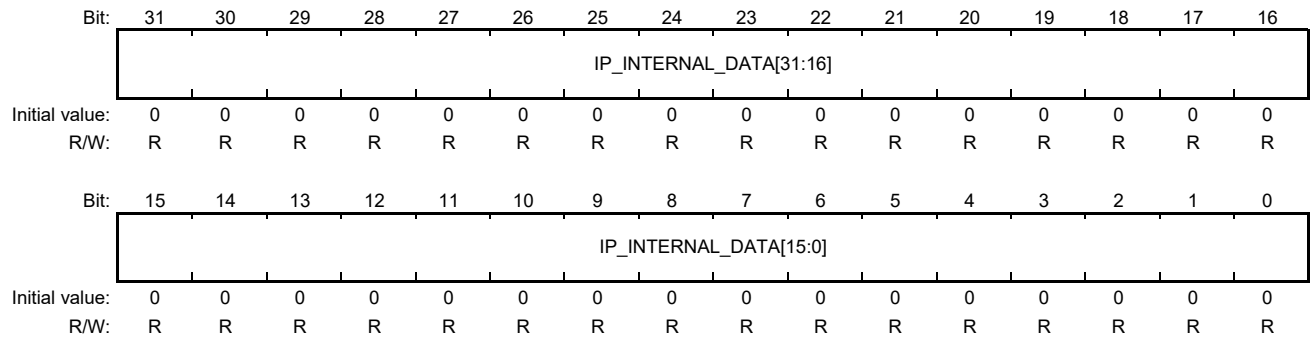 Bit: 31 30 29 28 27 26 25 24 23 22 21 20 19 18 17 16
IP_INTERNAL_DATA[31:16]
Initial value: 0 0 0 0 0 0 0 0 0 0 0 0 0 0 0 0
R/W: R R R R R R R R R R R R R R R R
Bit: 15 14 13 12 11 10 9 8 7 6 5 4 3 2 1 0
IP_INTERNAL_DATA[15:0]
Initial value: 0 0 0 0 0 0 0 0 0 0 0 0 0 0 0 0
R/W: R R R R R R R R R R R R R R R R